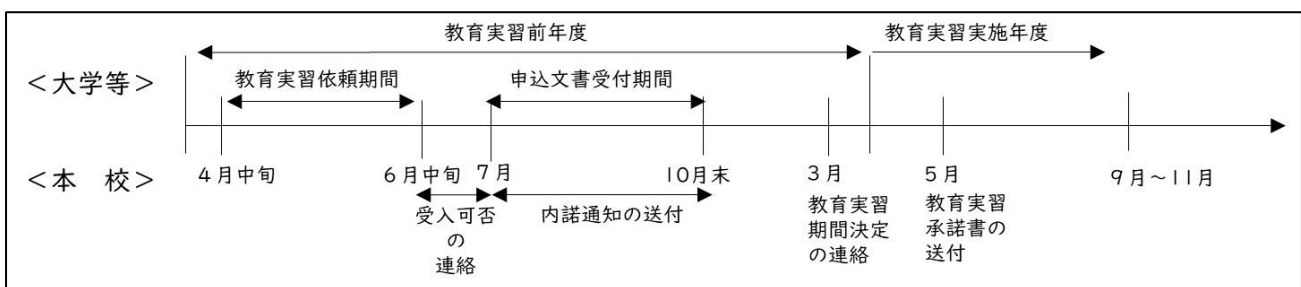 教育実習前年度
教育実習実施年度
＜大学等＞
教育実習依頼期間
申込文書受付期間
＜本　校＞
4月中旬
6月中旬
7月
10月末
3月
5月
9月～11月
受入可否
の
連絡
内諾通知の送付
教育実習
期間決定
の連絡
教育実習
承諾書の
送付